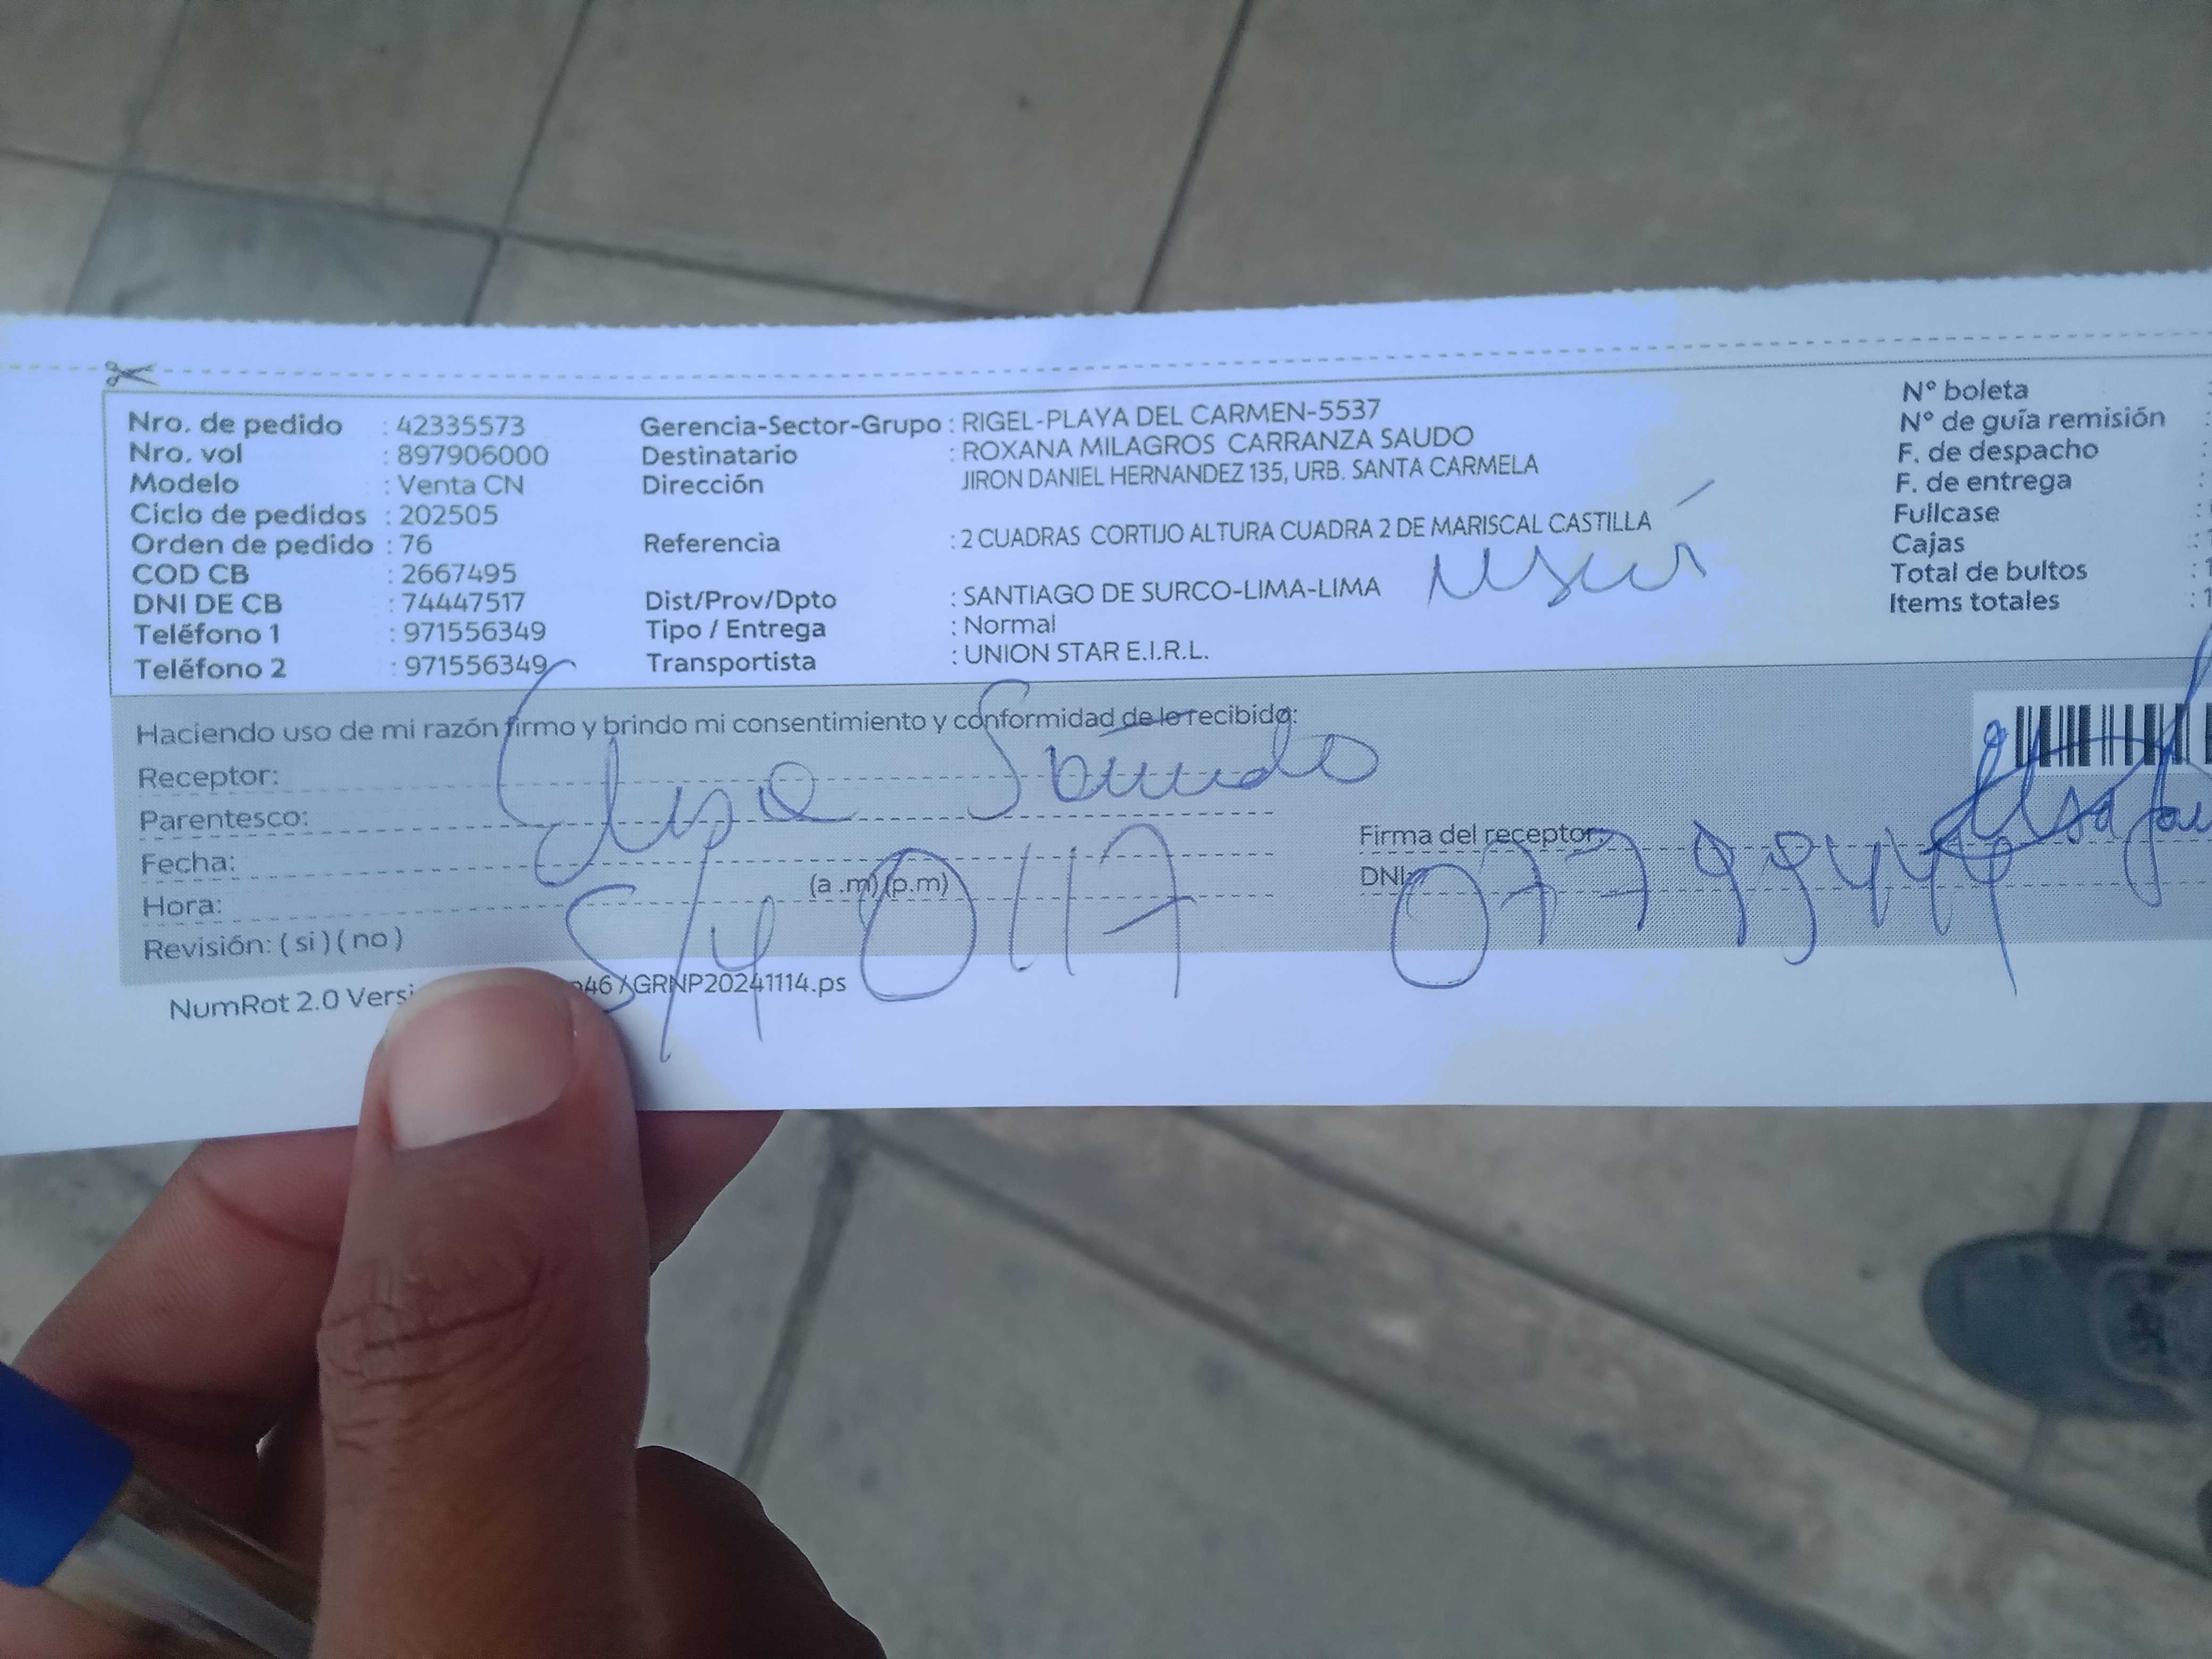 Nro. de pedido : 42335573
Nro. vol : 897906000
Modelo : Venta CN
Ciclo de pedidos : 202505
Orden de pedido : 76
COD CB : 2667495
DNI DE CB : 74447517
Teléfono 1 : 971556349
Teléfono 2 : 971556349
Gerencia-Sector-Grupo : RIGEL-PLAYA DEL CARMEN-5537
Destinatario : ROXANA MILAGROS CARRANZA SAUDO
Dirección JIRON DANIEL HERNANDEZ 135, URB. SANTA CARMELA
Referencia : 2 CUADRAS CORTIJO ALTURA CUADRA 2 DE MARISCAL CASTILLA
Dist/Prov/Dpto : SANTIAGO DE SURCO-LIMA-LIMA
Tipo / Entrega : Normal
Transportista : UNION STAR E.I.R.L.
N° boleta :
N° de guía remisión :
F. de despacho :
F. de entrega :
Fullcase :
Cajas :
Total de bultos :
Items totales :
Haciendo uso de mi razón firmo y brindo mi consentimiento y conformidad de lo recibido:
Receptor:
Elsa Saudo
Parentesco:
Fecha:
Hora: (a .m) (p.m)
Revisión: ( si ) ( no )
Firma del receptor
DNI:
NumRot 2.0 Versi 046 / GRNP20241114.ps